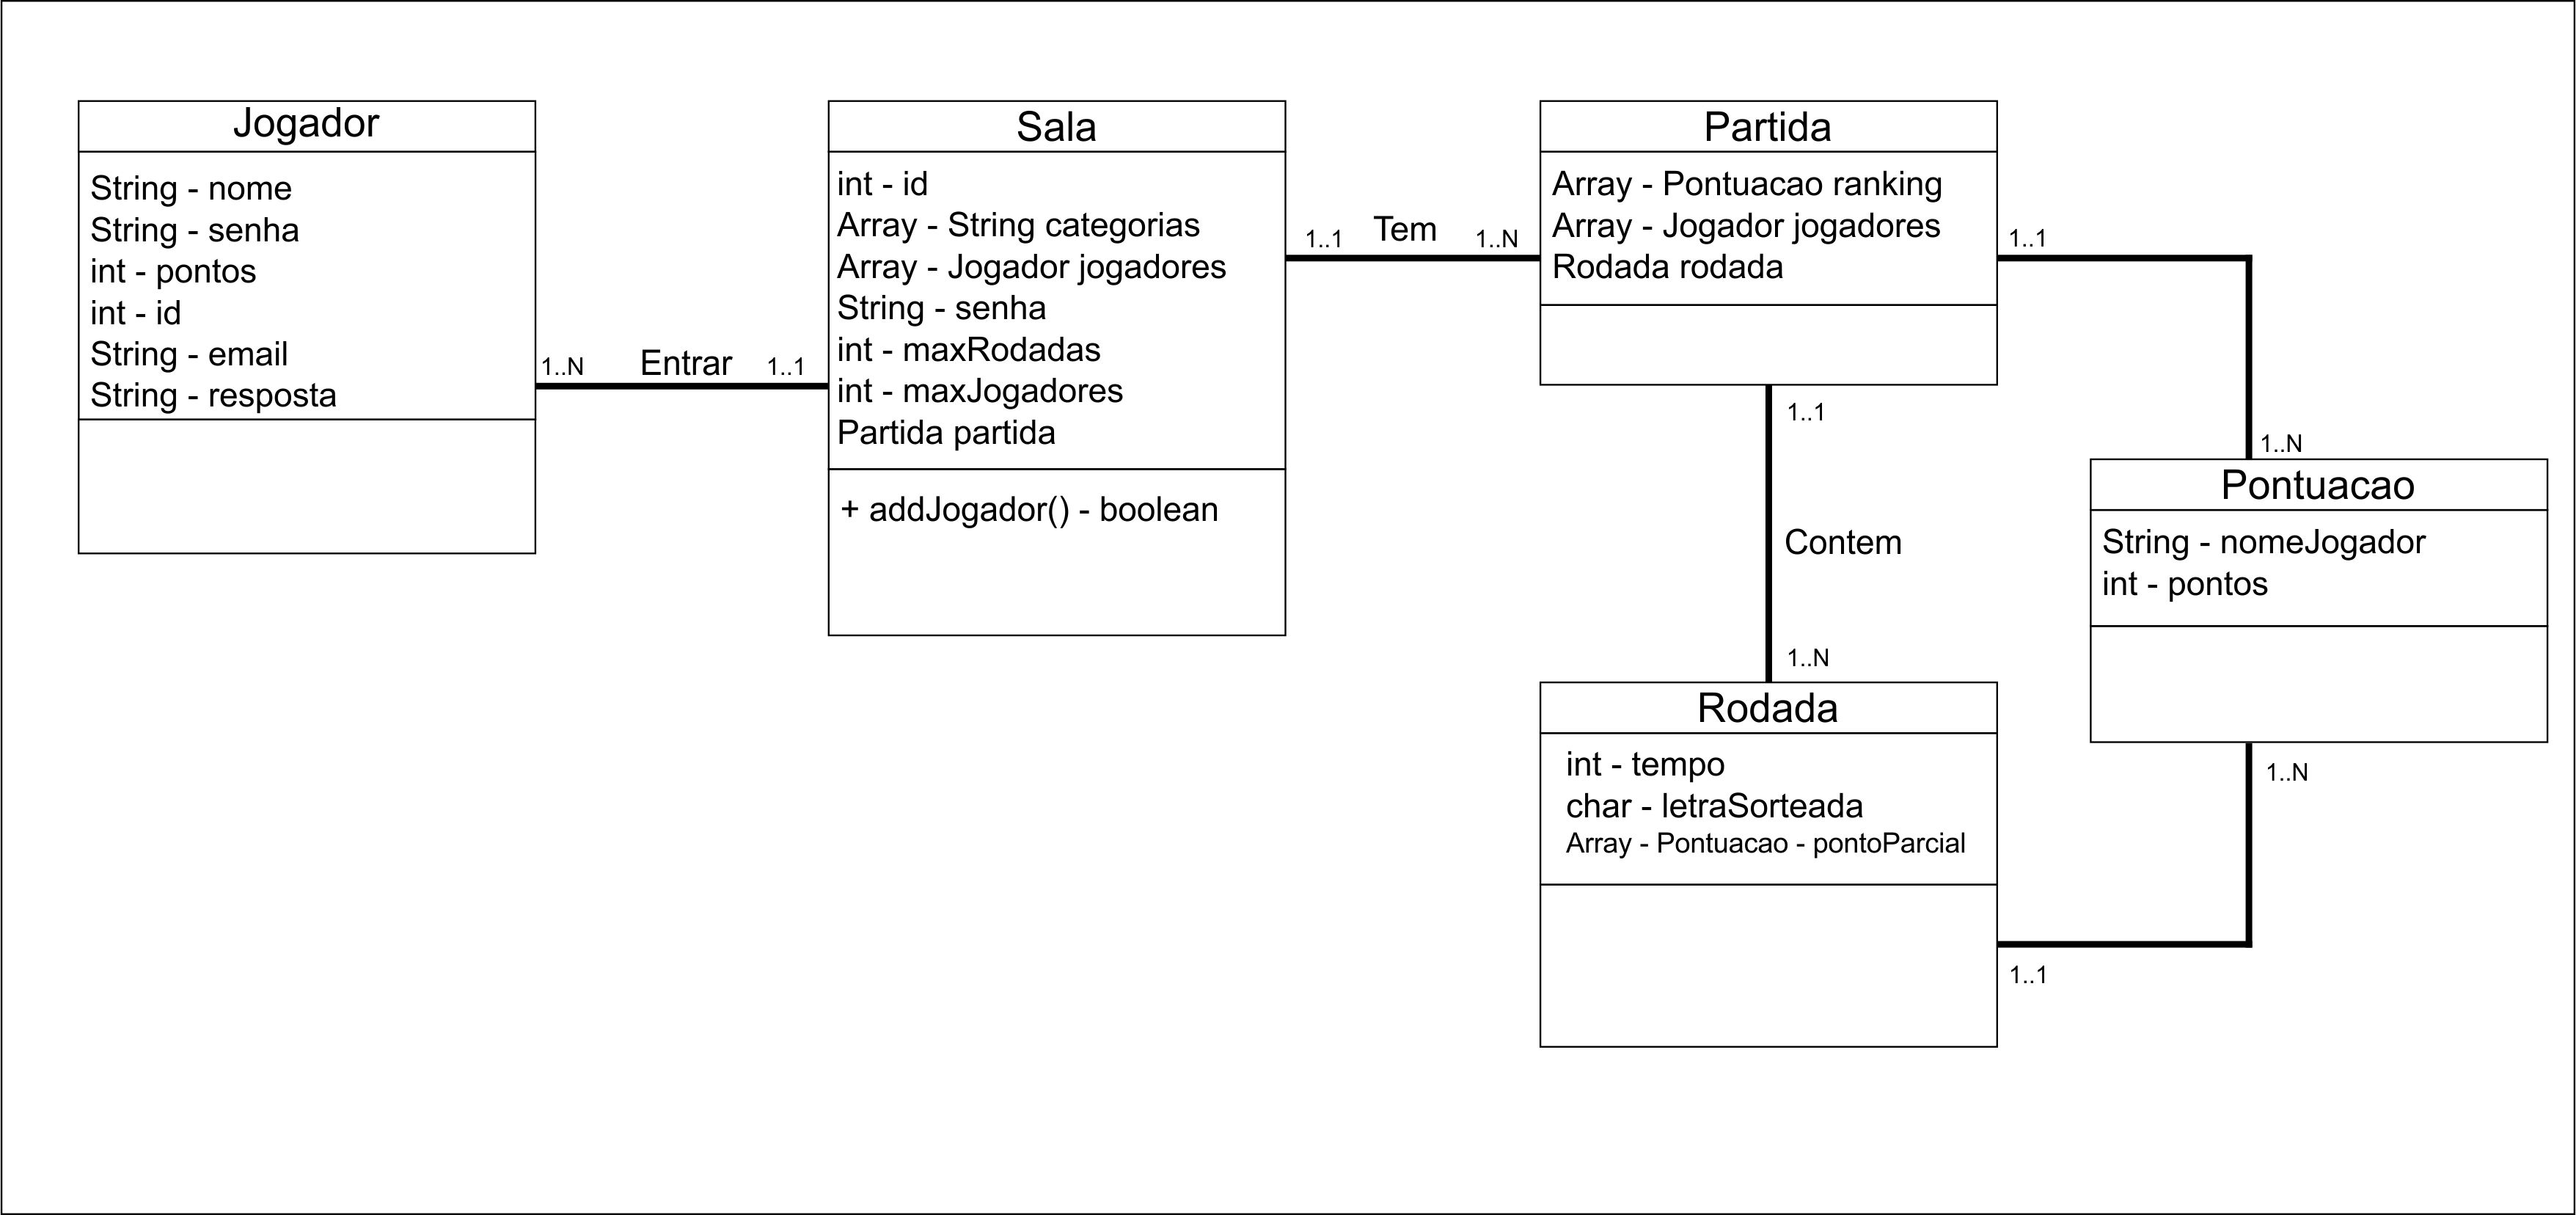 Jogador
String - nome
String - senha
int - pontos
int - id
String - email
String - resposta
1..N
Entrar
1..1
Sala
int - id
Array - String categorias
Array - Jogador jogadores
String - senha
int - maxRodadas
int - maxJogadores
Partida partida
+ addJogador() - boolean
1..1
Tem
1..N
Partida
Array - Pontuacao ranking
Array - Jogador jogadores
Rodada rodada
1..1
1..N
1..1
Contem
1..N
Pontuacao
String - nomeJogador
int - pontos
1..N
Rodada
int - tempo
char - letraSorteada
Array - Pontuacao - pontoParcial
1..1